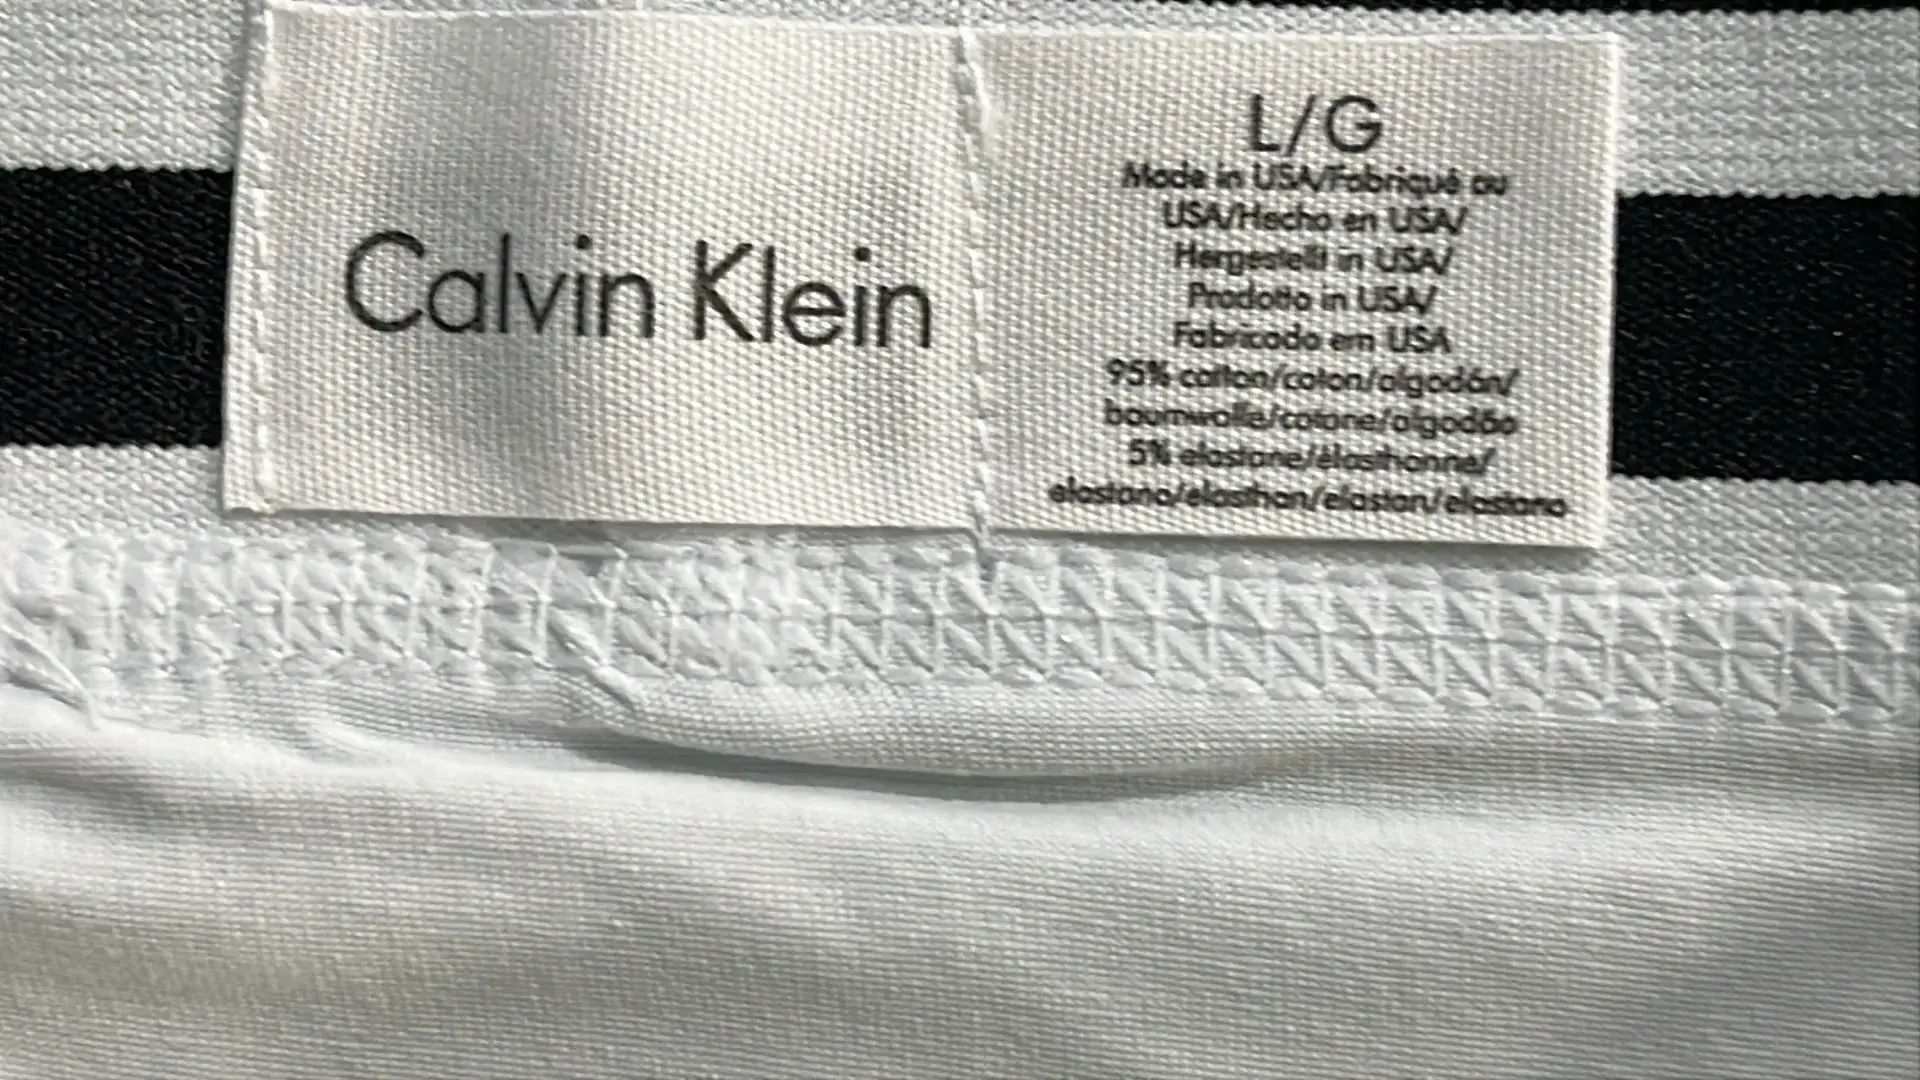 Calvin Klein
L/G
Made in USA/Fabriqué au
USA/Hecho en USA/
Hergestellt in USA/
Prodotto in USA/
Fabricado em USA
95% cotton/coton/algodón/
baumwolle/cotone/algodão
5% elastane/élasthanne/
elastano/elasthan/elastan/elastano